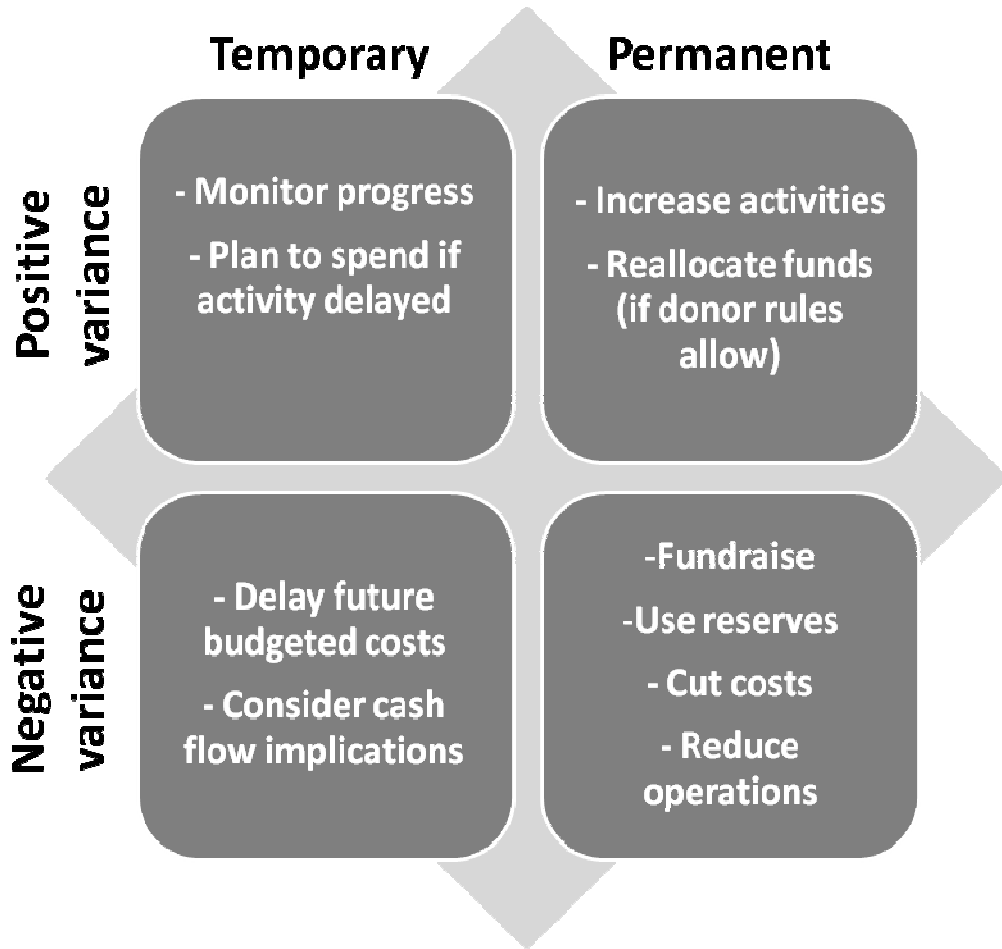 Temporary
Permanent
Positive
variance
- Monitor progress
- Plan to spend if
activity delayed
- Increase activities
- Reallocate funds
(if donor rules
allow)
Negative
variance
- Delay future
budgeted costs
- Consider cash
flow implications
-Fundraise
-Use reserves
- Cut costs
- Reduce
operations